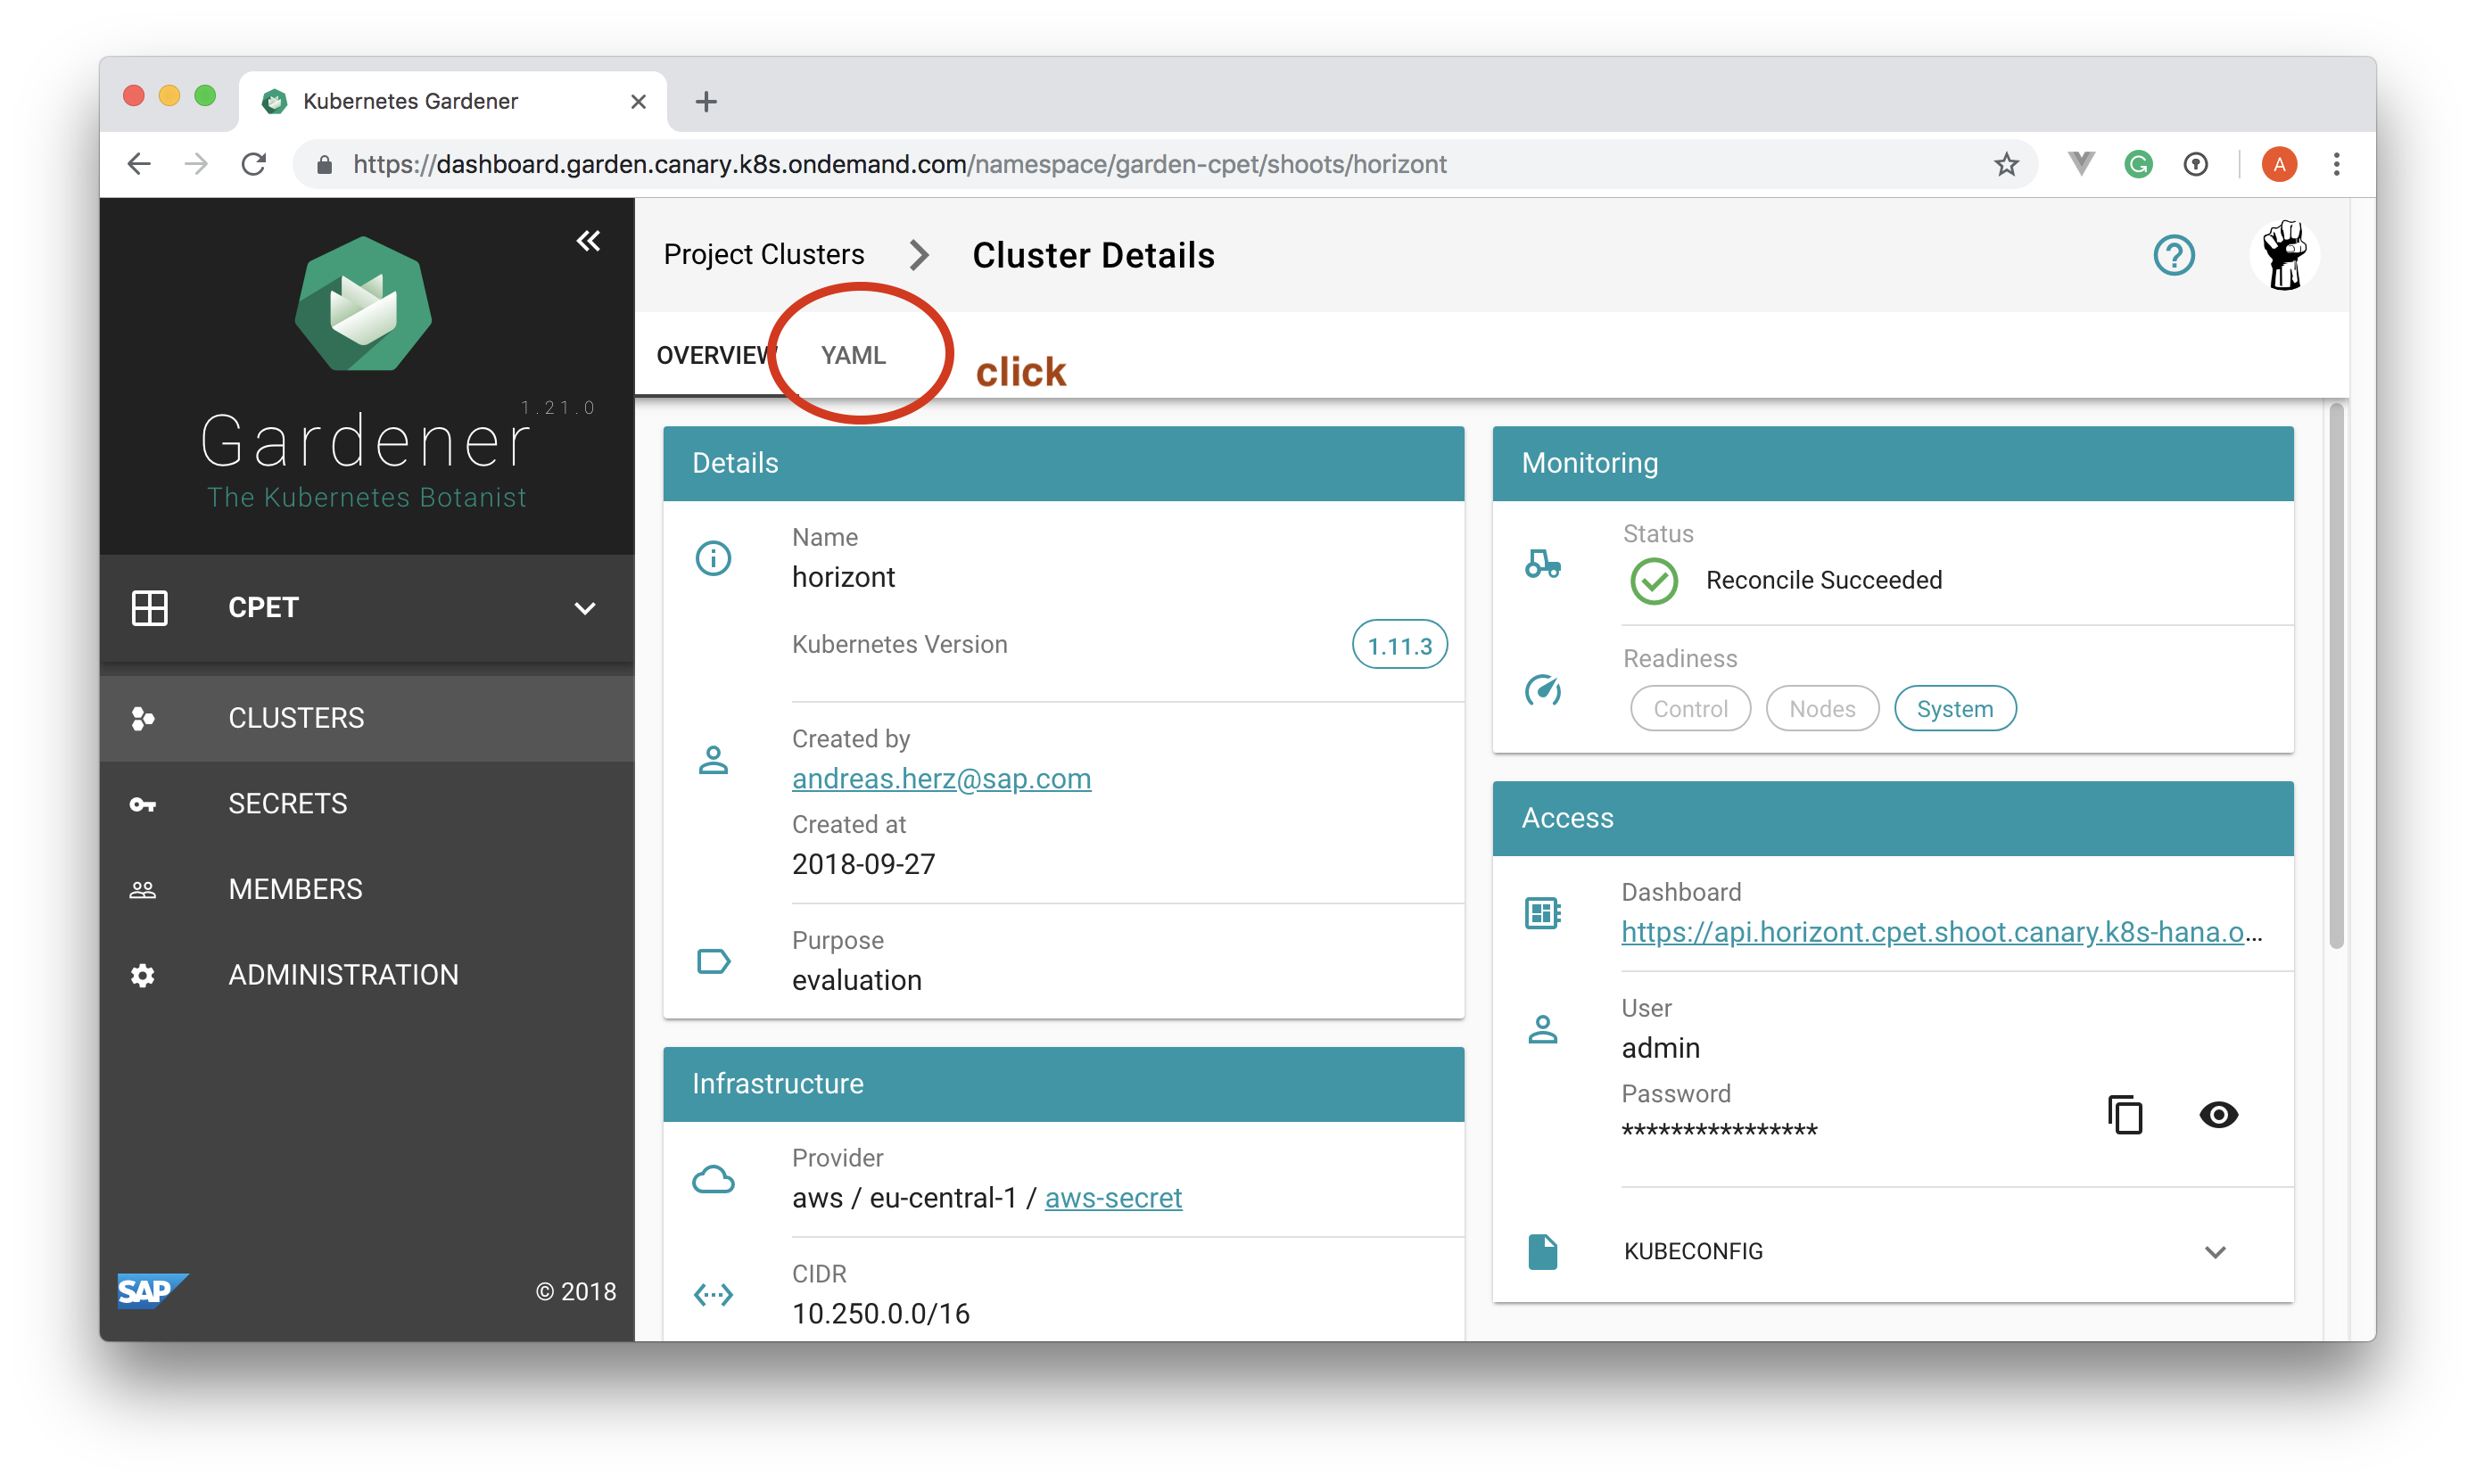 Kubernetes Gardener
https://dashboard.garden.canary.k8s.ondemand.com/namespace/garden-cpet/shoots/horizont
A
Project Clusters
Cluster Details
OVERVIEW
YAML
click
1.21.0
Gardener
The Kubernetes Botanist
CPET
CLUSTERS
SECRETS
MEMBERS
ADMINISTRATION
SAP
© 2018
Details
Name
horizont
Kubernetes Version
1.11.3
Created by
andreas.herz@sap.com
Created at
2018-09-27
Purpose
evaluation
Infrastructure
Provider
aws / eu-central-1 / aws-secret
CIDR
10.250.0.0/16
Monitoring
Status
Reconcile Succeeded
Readiness
Control
Nodes
System
Access
Dashboard
https://api.horizont.cpet.shoot.canary.k8s-hana.o...
User
admin
Password
****************
KUBECONFIG